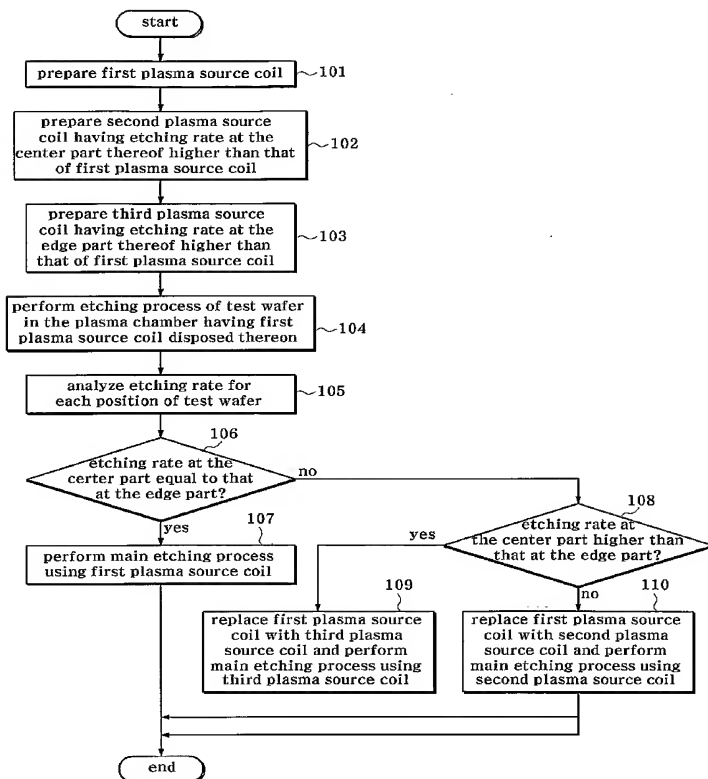 start
prepare first plasma source coil
101
prepare second plasma source
coil having etching rate at the
center part thereof higher than that
of first plasma source coil
102
prepare third plasma source
coil having etching rate at the
edge part thereof higher than
that of first plasma source coil
103
perform etching process of test wafer
in the plasma chamber having first
plasma source coil disposed thereon
104
analyze etching rate for
each position of test wafer
105
106
etching rate at the
certer part equal to that
at the edge part?
no
yes
107
perform main etching process
using first plasma source coil
108
etching rate at
the center part higher than
that at the edge part?
yes
no
109
replace first plasma source
coil with third plasma
source coil and perform
main etching process using
third plasma source coil
110
replace first plasma source
coil with second plasma
source coil and perform
main etching process using
second plasma source coil
end